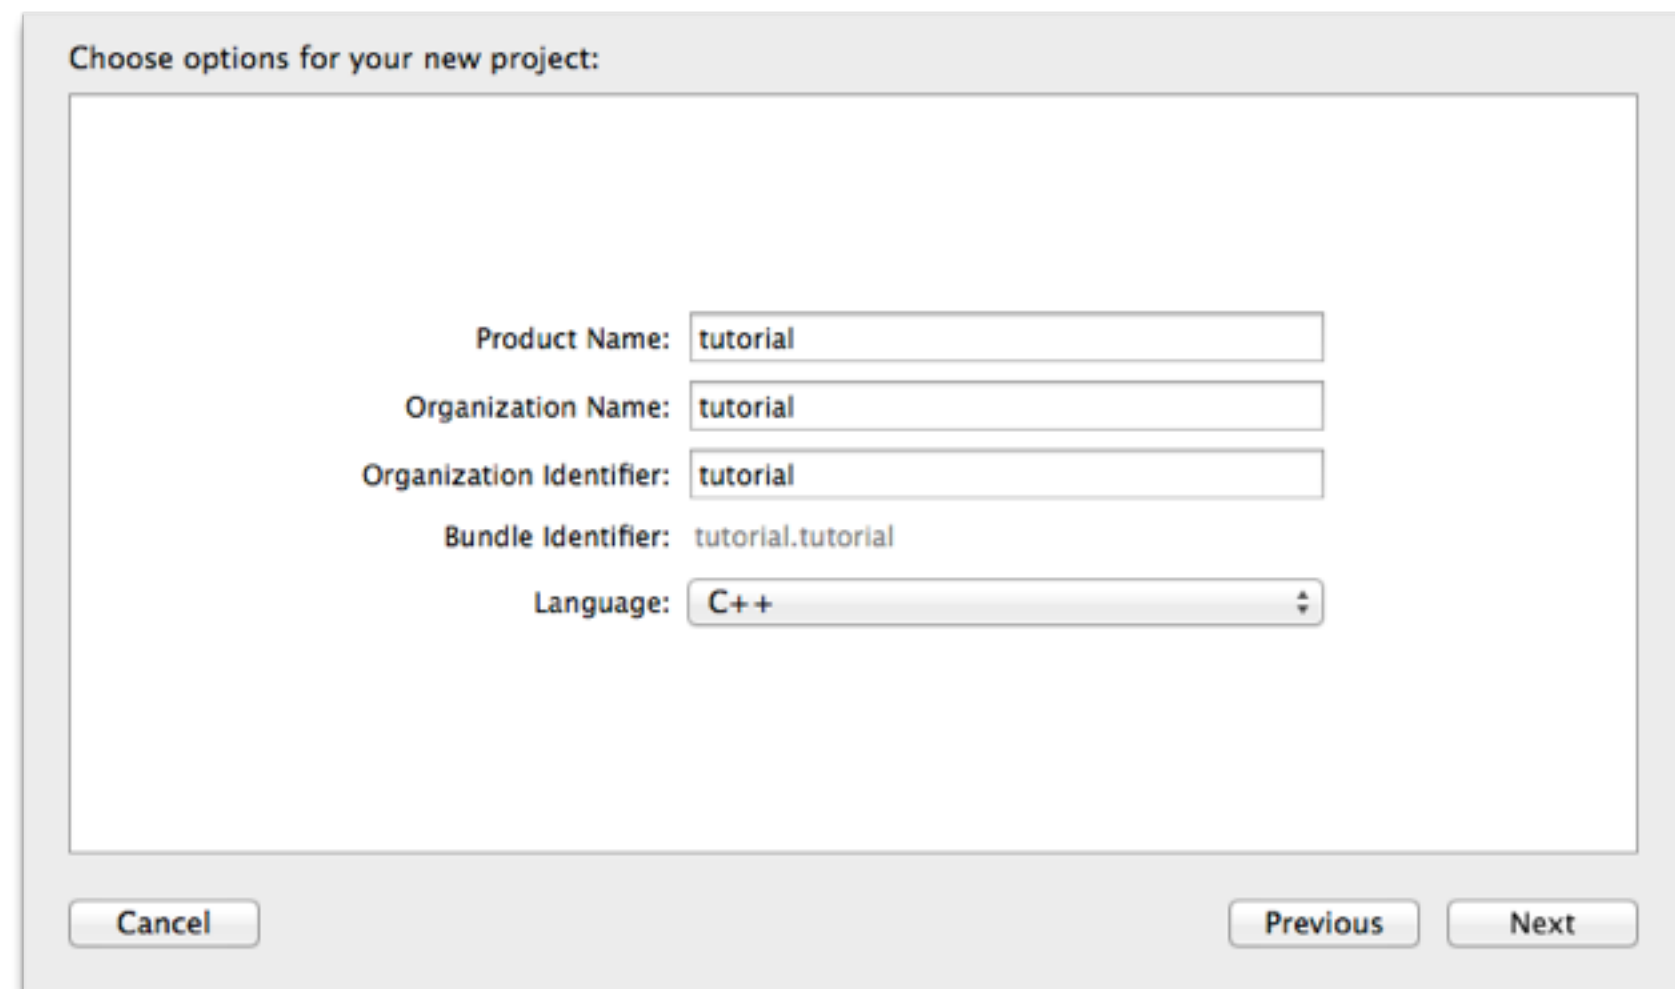 Choose options for your new project:
Product Name: tutorial
Organization Name: tutorial
Organization Identifier: tutorial
Bundle Identifier: tutorial.tutorial
Language: C++
Cancel Previous Next